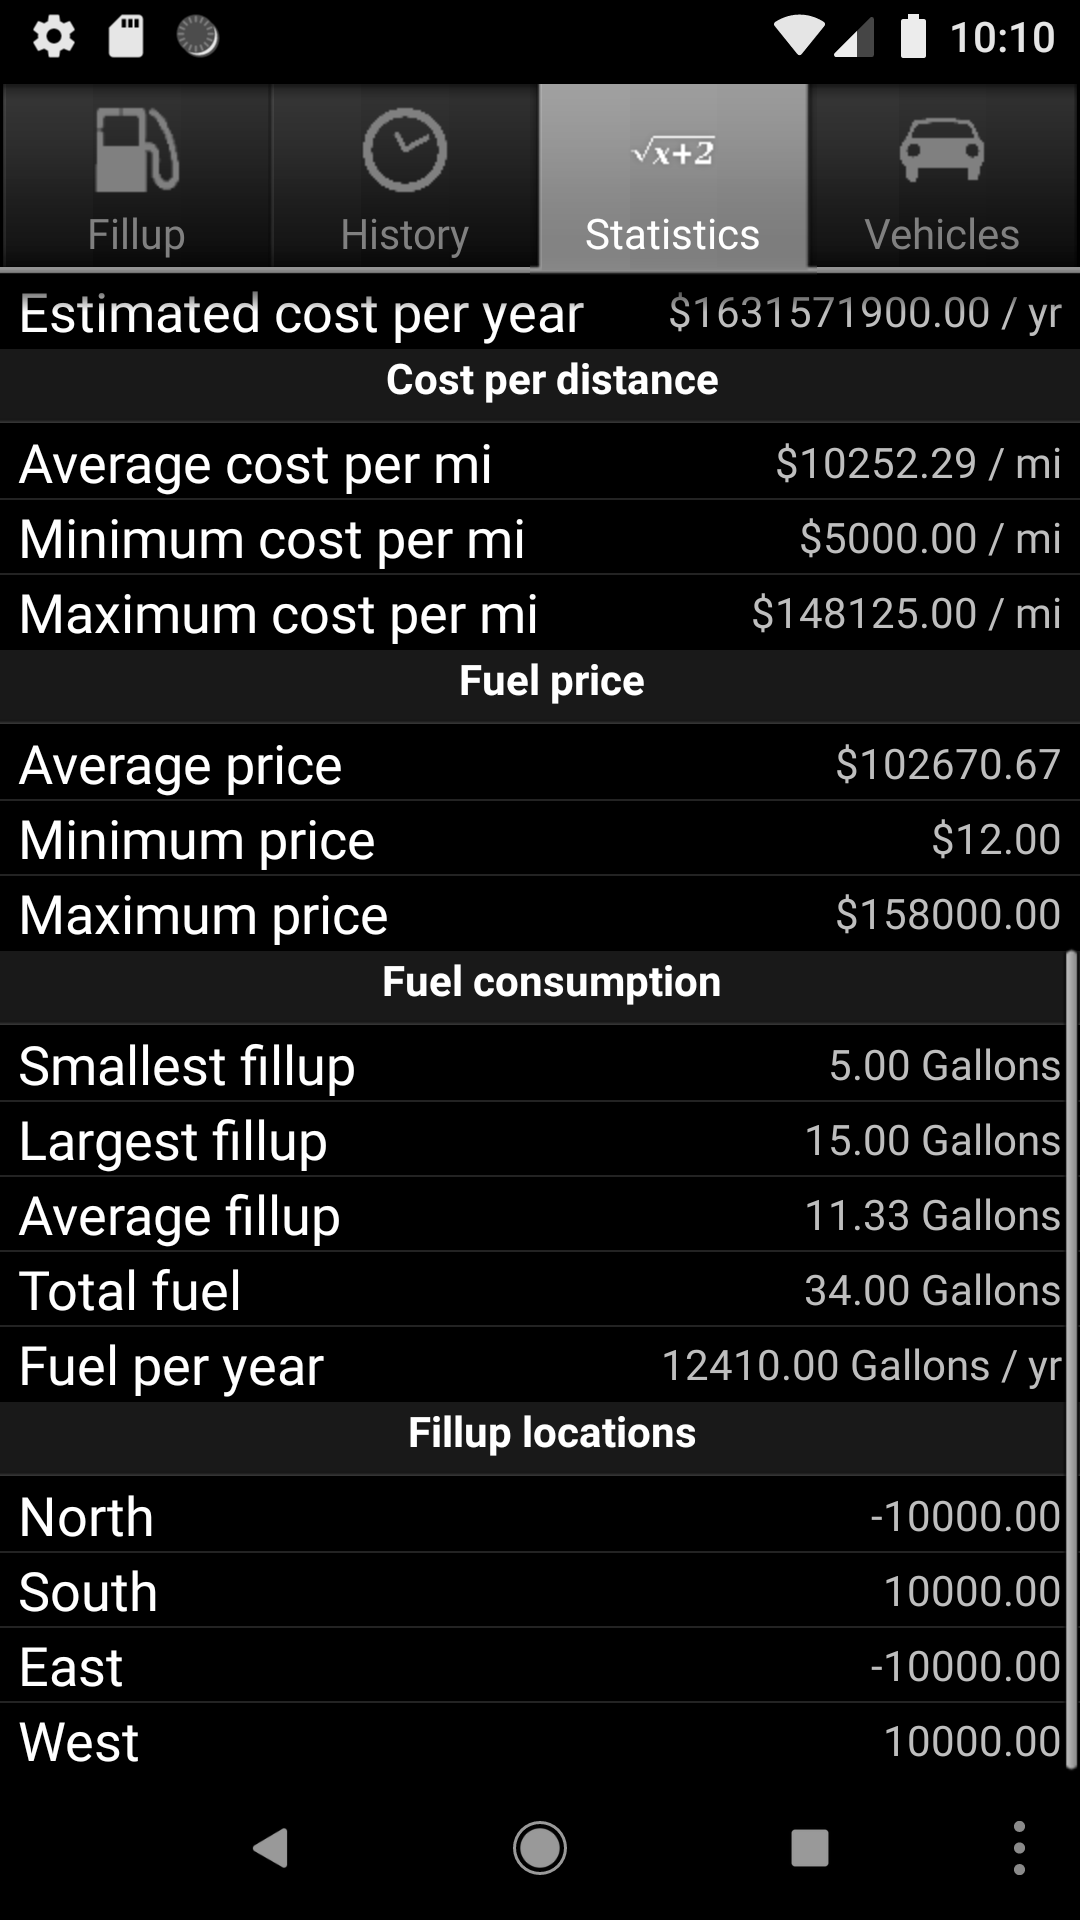 10:10
√x+2
Fillup History Statistics Vehicles
Estimated cost per year $1631571900.00 / yr
Cost per distance
Average cost per mi $10252.29 / mi
Minimum cost per mi $5000.00 / mi
Maximum cost per mi $148125.00 / mi
Fuel price
Average price $102670.67
Minimum price $12.00
Maximum price $158000.00
Fuel consumption
Smallest fillup 5.00 Gallons
Largest fillup 15.00 Gallons
Average fillup 11.33 Gallons
Total fuel 34.00 Gallons
Fuel per year 12410.00 Gallons / yr
Fillup locations
North -10000.00
South 10000.00
East -10000.00
West 10000.00